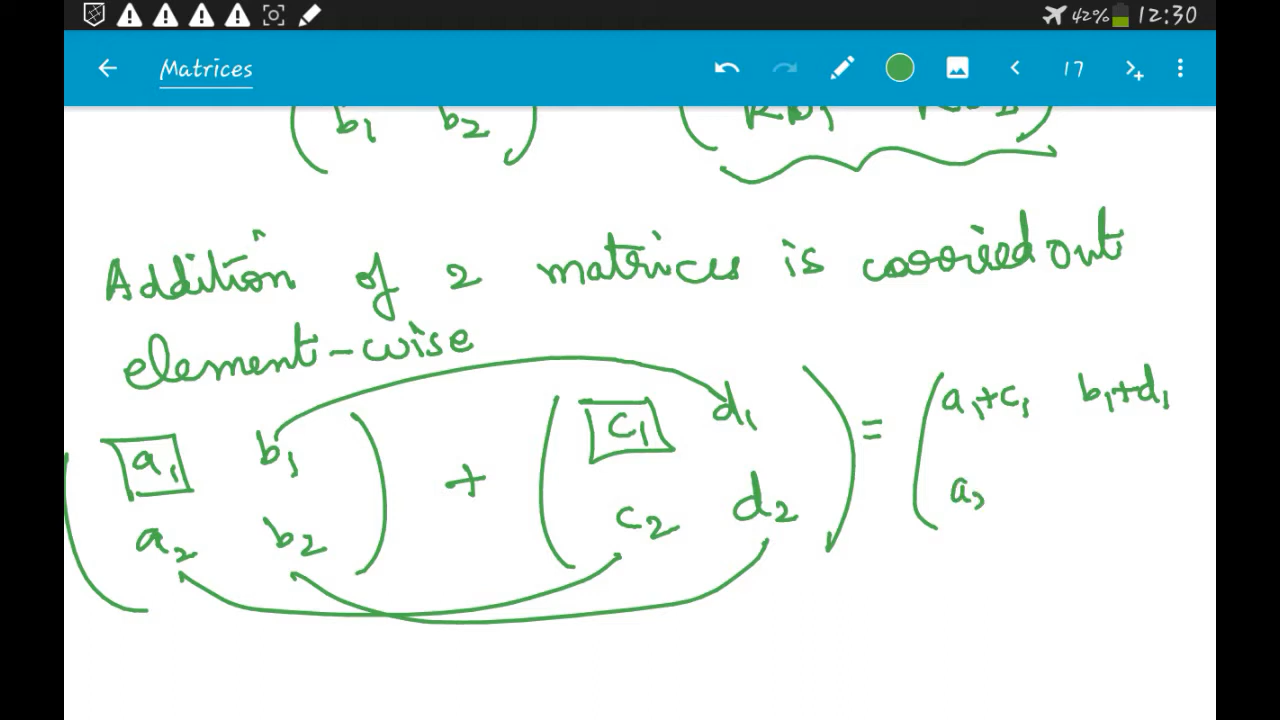 42% 12:30
Matrices 17
b₁ b₂
Addition of 2 matrices is carried out
element-wise
a₁ b₁ + c₁ d₁ = a₁+c₁ b₁+d₁
a₂ b₂ c₂ d₂ a₂